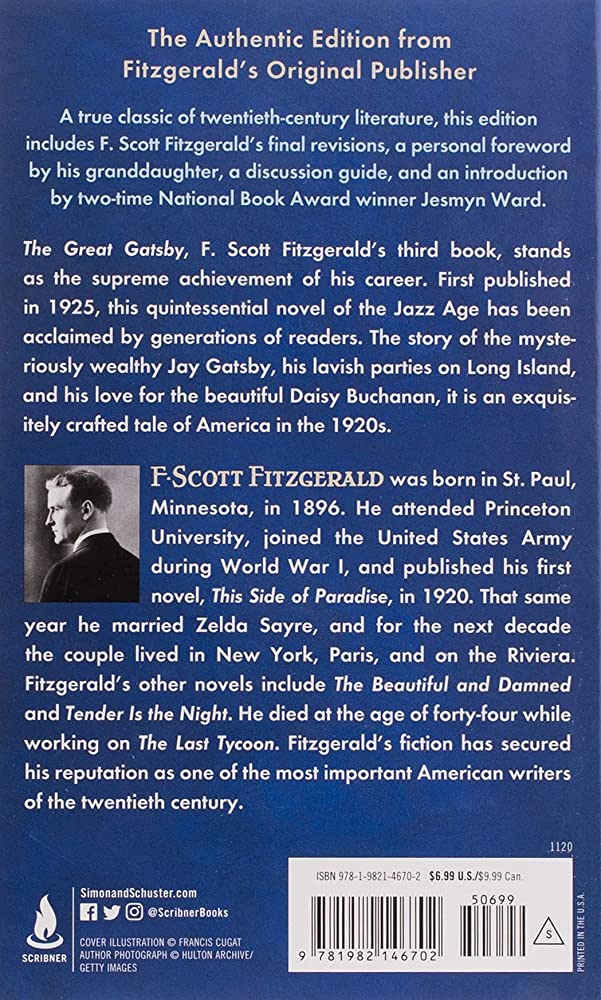 The Authentic Edition from
Fitzgerald's Original Publisher
A true classic of twentieth-century literature, this edition
includes F. Scott Fitzgerald's final revisions, a personal foreword
by his granddaughter, a discussion guide, and an introduction
by two-time National Book Award winner Jesmyn Ward.
The Great Gatsby, F. Scott Fitzgerald's third book, stands
as the supreme achievement of his career. First published
in 1925, this quintessential novel of the Jazz Age has been
acclaimed by generations of readers. The story of the myste-
riously wealthy Jay Gatsby, his lavish parties on Long Island,
and his love for the beautiful Daisy Buchanan, it is an exquis-
itely crafted tale of America in the 1920s.
F·SCOTT FITZGERALD was born in St. Paul,
Minnesota, in 1896. He attended Princeton
University, joined the United States Army
during World War I, and published his first
novel, This Side of Paradise, in 1920. That same
year he married Zelda Sayre, and for the next decade
the couple lived in New York, Paris, and on the Riviera.
Fitzgerald's other novels include The Beautiful and Damned
and Tender Is the Night. He died at the age of forty-four while
working on The Last Tycoon. Fitzgerald's fiction has secured
his reputation as one of the most important American writers
of the twentieth century.
1120
SCRIBNER
SimonandSchuster.com
@ScribnerBooks
COVER ILLUSTRATION © FRANCIS CUGAT
AUTHOR PHOTOGRAPH © HULTON ARCHIVE/
GETTY IMAGES
ISBN 978-1-9821-4670-2 $6.99 U.S./$9.99 Can.
50699
9 781982 146702
S
PRINTED IN THE U.S.A.